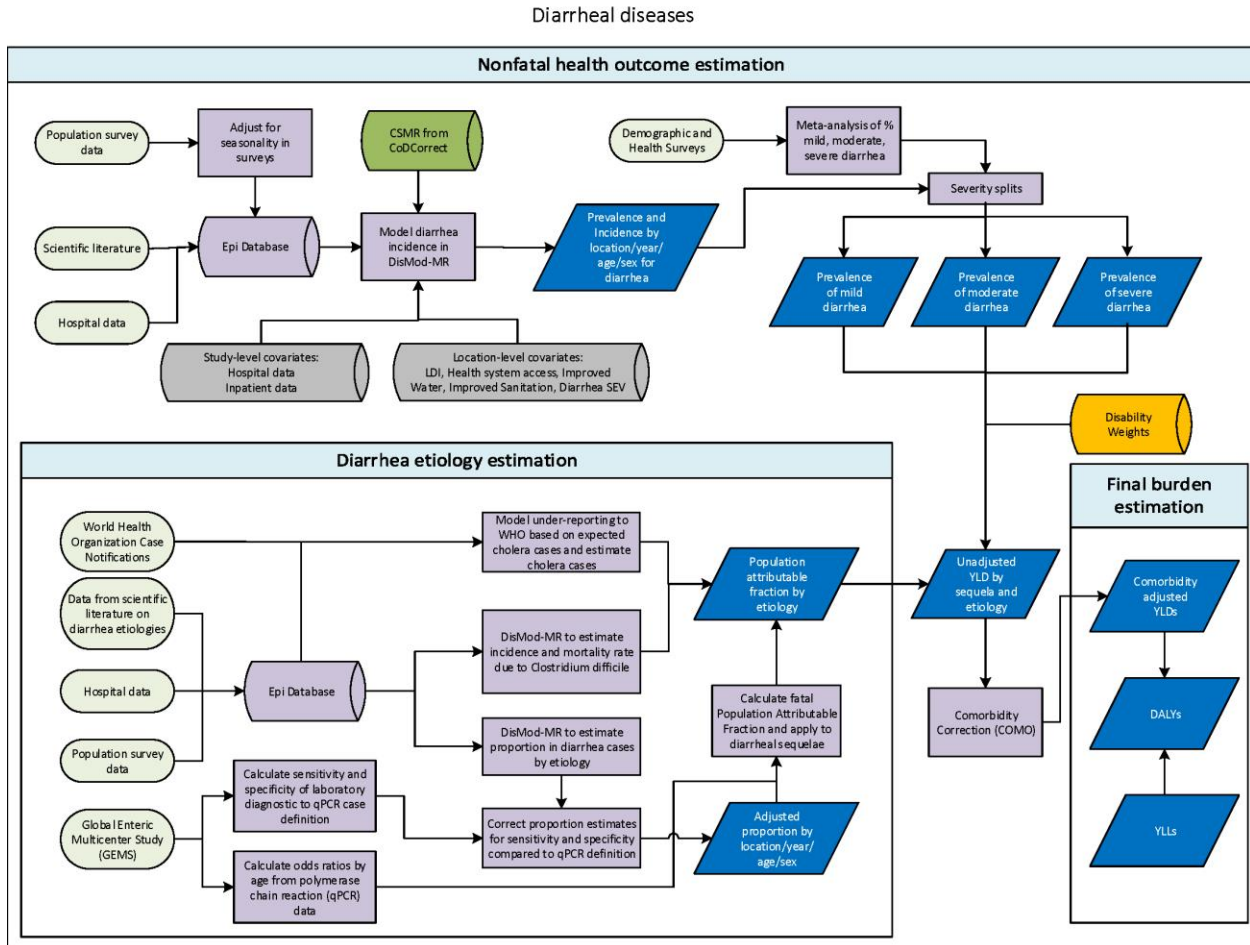 Diarrheal diseases
Nonfatal health outcome estimation
Population survey
data
Adjust for
seasonality in
surveys
CSMR from
CoDCorrect
Demographic and
Health Surveys
Meta-analysis of %
mild, moderate,
severe diarrhea
Severity splits
Scientific literature
Epi Database
Model diarrhea
incidence in
DisMod-MR
Prevalence and
Incidence by
location/year/
age/sex for
diarrhea
Hospital data
Prevalence
of mild
diarrhea
Prevalence
of moderate
diarrhea
Prevalence
of severe
diarrhea
Study-level covariates:
Hospital data
Inpatient data
Location-level covariates:
LDI, Health system access, Improved
Water, Improved Sanitation, Diarrhea SEV
Disability
Weights
Diarrhea etiology estimation
World Health
Organization Case
Notifications
Model under-reporting to
WHO based on expected
cholera cases and estimate
cholera cases
Population
attributable
fraction by
etiology
Unadjusted
YLD by
sequela and
etiology
Data from scientific
literature on
diarrhea etiologies
DisMod-MR to estimate
incidence and mortality rate
due to Clostridium difficile
Hospital data
Epi Database
Calculate fatal
Population Attributable
Fraction and apply to
diarrheal sequelae
Comorbidity
Correction (COMO)
Population survey
data
DisMod-MR to estimate
proportion in diarrhea cases
by etiology
Calculate sensitivity and
specificity of laboratory
diagnostic to qPCR case
definition
Global Enteric
Multicenter Study
(GEMS)
Correct proportion estimates
for sensitivity and specificity
compared to qPCR definition
Adjusted
proportion by
location/year/
age/sex
Calculate odds ratios by
age from polymerase
chain reaction (qPCR)
data
Final burden
estimation
Comorbidity
adjusted
YLDs
DALYs
YLLs